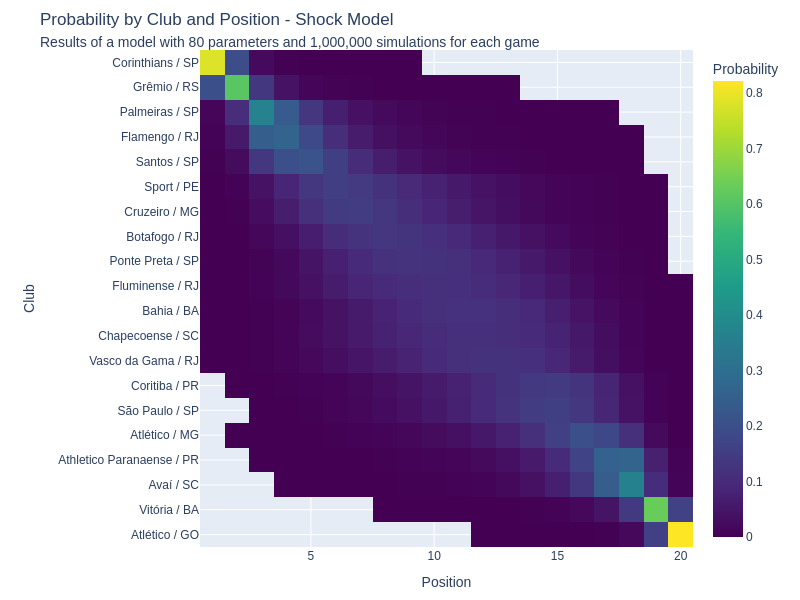 Probability by Club and Position - Shock Model
Results of a model with 80 parameters and 1,000,000 simulations for each game
Probability
Club
Corinthians / SP
Grêmio / RS
Palmeiras / SP
Flamengo / RJ
Santos / SP
Sport / PE
Cruzeiro / MG
Botafogo / RJ
Ponte Preta / SP
Fluminense / RJ
Bahia / BA
Chapecoense / SC
Vasco da Gama / RJ
Coritiba / PR
São Paulo / SP
Atlético / MG
Athletico Paranaense / PR
Avaí / SC
Vitória / BA
Atlético / GO
0.8
0.7
0.6
0.5
0.4
0.3
0.2
0.1
0
5 10 15 20
Position